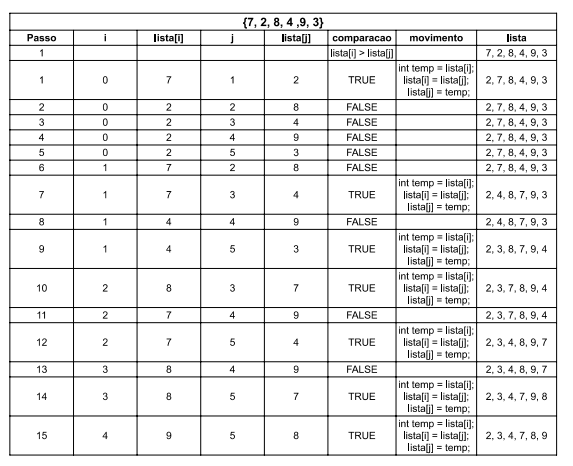 {7, 2, 8, 4 ,9, 3}
Passo i lista[i] j lista[j] comparacao movimento lista
1 lista[i] > lista[j] 7, 2, 8, 4, 9, 3
1 0 7 1 2 TRUE int temp = lista[i]; lista[i] = lista[j]; lista[j] = temp; 2, 7, 8, 4, 9, 3
2 0 2 2 8 FALSE 2, 7, 8, 4, 9, 3
3 0 2 3 4 FALSE 2, 7, 8, 4, 9, 3
4 0 2 4 9 FALSE 2, 7, 8, 4, 9, 3
5 0 2 5 3 FALSE 2, 7, 8, 4, 9, 3
6 1 7 2 8 FALSE 2, 7, 8, 4, 9, 3
7 1 7 3 4 TRUE int temp = lista[i]; lista[i] = lista[j]; lista[j] = temp; 2, 4, 8, 7, 9, 3
8 1 4 4 9 FALSE 2, 4, 8, 7, 9, 3
9 1 4 5 3 TRUE int temp = lista[i]; lista[i] = lista[j]; lista[j] = temp; 2, 3, 8, 7, 9, 4
10 2 8 3 7 TRUE int temp = lista[i]; lista[i] = lista[j]; lista[j] = temp; 2, 3, 7, 8, 9, 4
11 2 7 4 9 FALSE 2, 3, 7, 8, 9, 4
12 2 7 5 4 TRUE int temp = lista[i]; lista[i] = lista[j]; lista[j] = temp; 2, 3, 4, 8, 9, 7
13 3 8 4 9 FALSE 2, 3, 4, 8, 9, 7
14 3 8 5 7 TRUE int temp = lista[i]; lista[i] = lista[j]; lista[j] = temp; 2, 3, 4, 7, 9, 8
15 4 9 5 8 TRUE int temp = lista[i]; lista[i] = lista[j]; lista[j] = temp; 2, 3, 4, 7, 8, 9